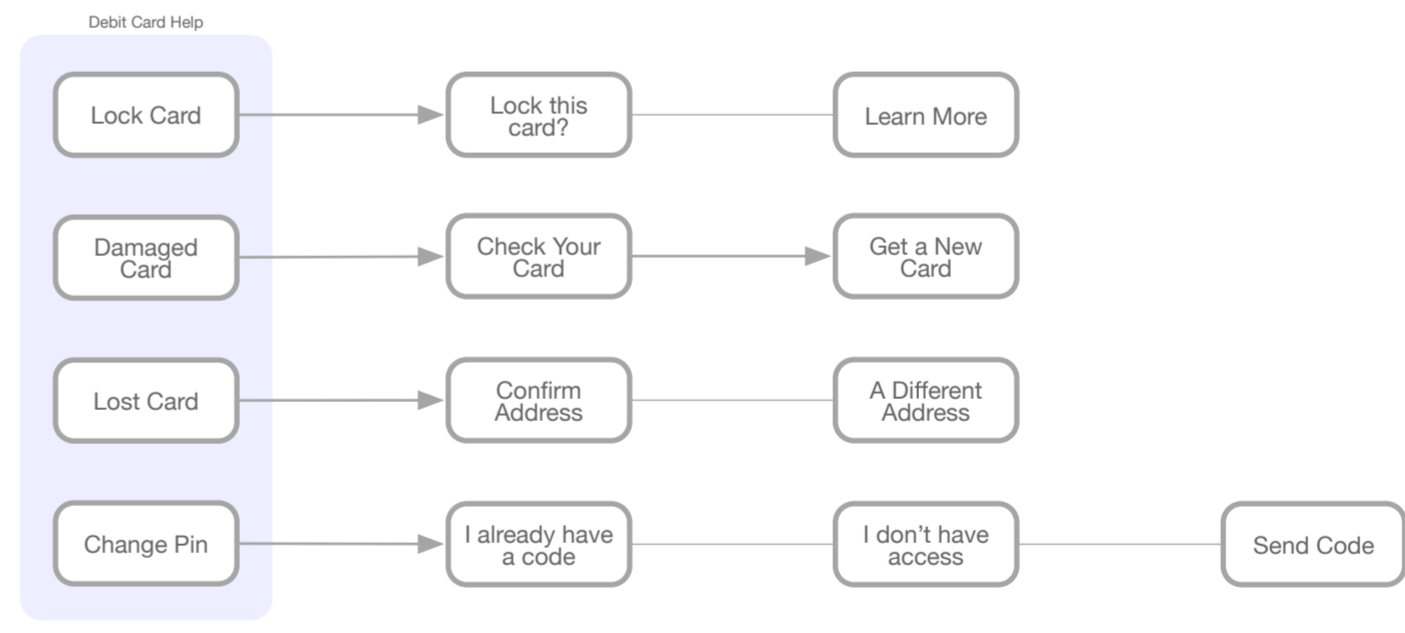 Debit Card Help
Lock Card
Lock this
card?
Learn More
Damaged
Card
Check Your
Card
Get a New
Card
Lost Card
Confirm
Address
A Different
Address
Change Pin
I already have
a code
I don’t have
access
Send Code